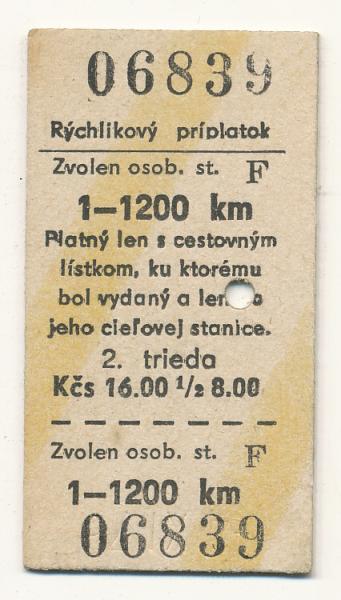 06839
Rýchlikový príplatok
Zvolen osob. st. F
1—1200 km
Platný len s cestovným
lístkom, ku ktorému
bol vydaný a len
jeho cieľovej stanice.
2. trieda
Kčs 16.00 ½ 8.00
Zvolen osob. st. F
1—1200 km
06839